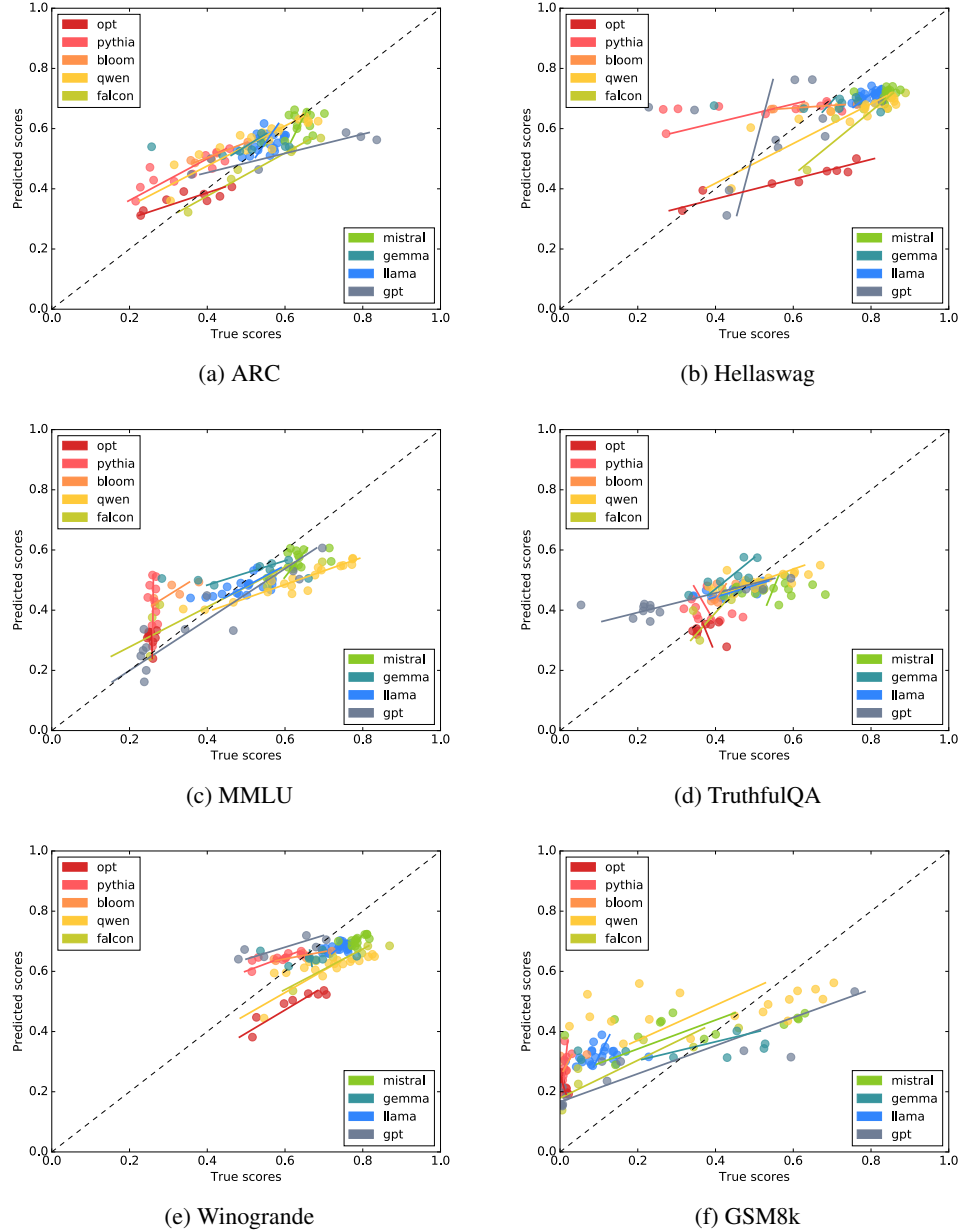 opt
pythia
bloom
qwen
falcon
mistral
gemma
llama
gpt
Predicted scores
1.0
0.8
0.6
0.4
0.2
0.0
0.0 0.2 0.4 0.6 0.8 1.0
True scores
(a) ARC
opt
pythia
bloom
qwen
falcon
mistral
gemma
llama
gpt
Predicted scores
1.0
0.8
0.6
0.4
0.2
0.0
0.0 0.2 0.4 0.6 0.8 1.0
True scores
(b) Hellaswag
opt
pythia
bloom
qwen
falcon
mistral
gemma
llama
gpt
Predicted scores
1.0
0.8
0.6
0.4
0.2
0.0
0.0 0.2 0.4 0.6 0.8 1.0
True scores
(c) MMLU
opt
pythia
bloom
qwen
falcon
mistral
gemma
llama
gpt
Predicted scores
1.0
0.8
0.6
0.4
0.2
0.0
0.0 0.2 0.4 0.6 0.8 1.0
True scores
(d) TruthfulQA
opt
pythia
bloom
qwen
falcon
mistral
gemma
llama
gpt
Predicted scores
1.0
0.8
0.6
0.4
0.2
0.0
0.0 0.2 0.4 0.6 0.8 1.0
True scores
(e) Winogrande
opt
pythia
bloom
qwen
falcon
mistral
gemma
llama
gpt
Predicted scores
1.0
0.8
0.6
0.4
0.2
0.0
0.0 0.2 0.4 0.6 0.8 1.0
True scores
(f) GSM8k